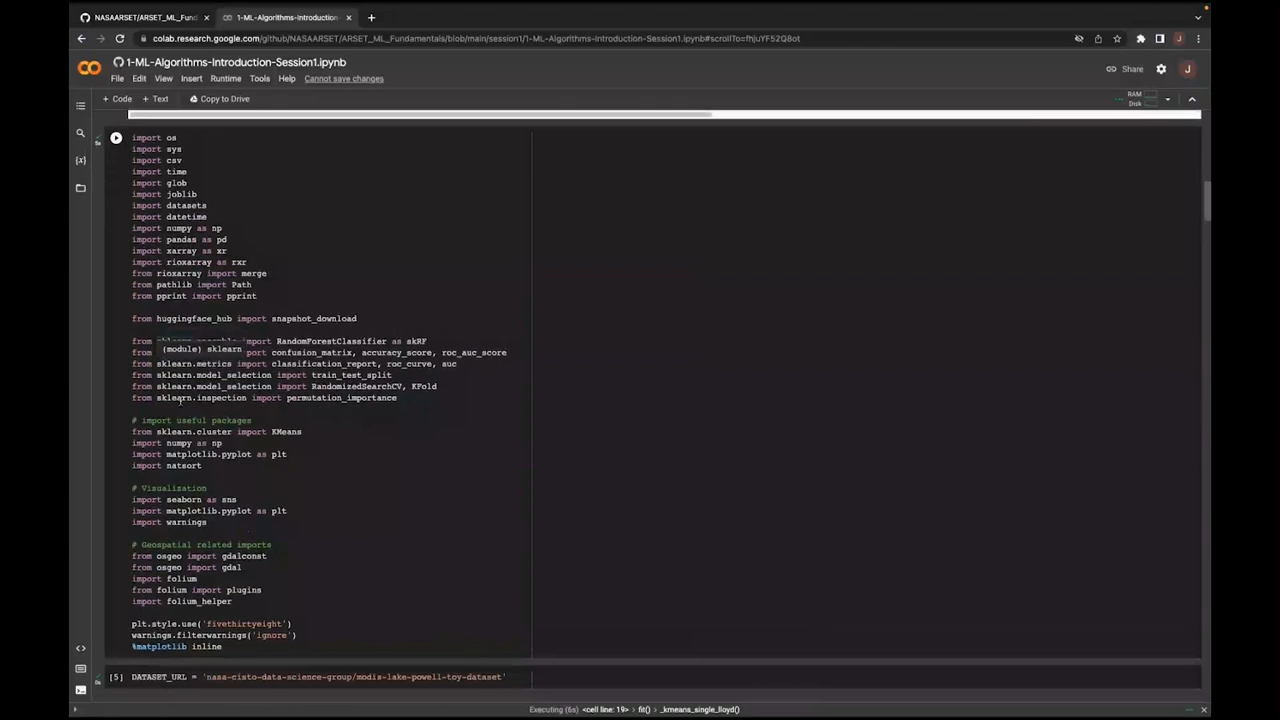 NASAARSET/ARSET_ML_Fund
1-ML-Algorithms-Introduction-
colab.research.google.com/github/NASAARSET/ARSET_ML_Fundamentals/blob/main/session1/1-ML-Algorithms-Introduction-Session1.ipynb#scrollTo=fhjuYF52Q8ot
J
1-ML-Algorithms-Introduction-Session1.ipynb
Share
J
File Edit View Insert Runtime Tools Help Cannot save changes
+ Code + Text Copy to Drive
RAM
Disk
import os
import sys
import csv
import time
import glob
import joblib
import datasets
import datetime
import numpy as np
import pandas as pd
import xarray as xr
import rioxarray as rxr
from rioxarray import merge
from pathlib import Path
from pprint import pprint
from huggingface_hub import snapshot_download
from import RandomForestClassifier as skRF
(module) sklearn
from port confusion_matrix, accuracy_score, roc_auc_score
from sklearn.metrics import classification_report, roc_curve, auc
from sklearn.model_selection import train_test_split
from sklearn.model_selection import RandomizedSearchCV, KFold
from sklearn.inspection import permutation_importance
# import useful packages
from sklearn.cluster import KMeans
import numpy as np
import matplotlib.pyplot as plt
import natsort
# Visualization
import seaborn as sns
import matplotlib.pyplot as plt
import warnings
# Geospatial related imports
from osgeo import gdalconst
from osgeo import gdal
import folium
from folium import plugins
import folium_helper
plt.style.use('fivethirtyeight')
warnings.filterwarnings('ignore')
%matplotlib inline
[5] DATASET_URL = 'nasa-cisto-data-science-group/modis-lake-powell-toy-dataset'
Executing (6s) <cell line: 19> fit() _kmeans_single_lloyd()